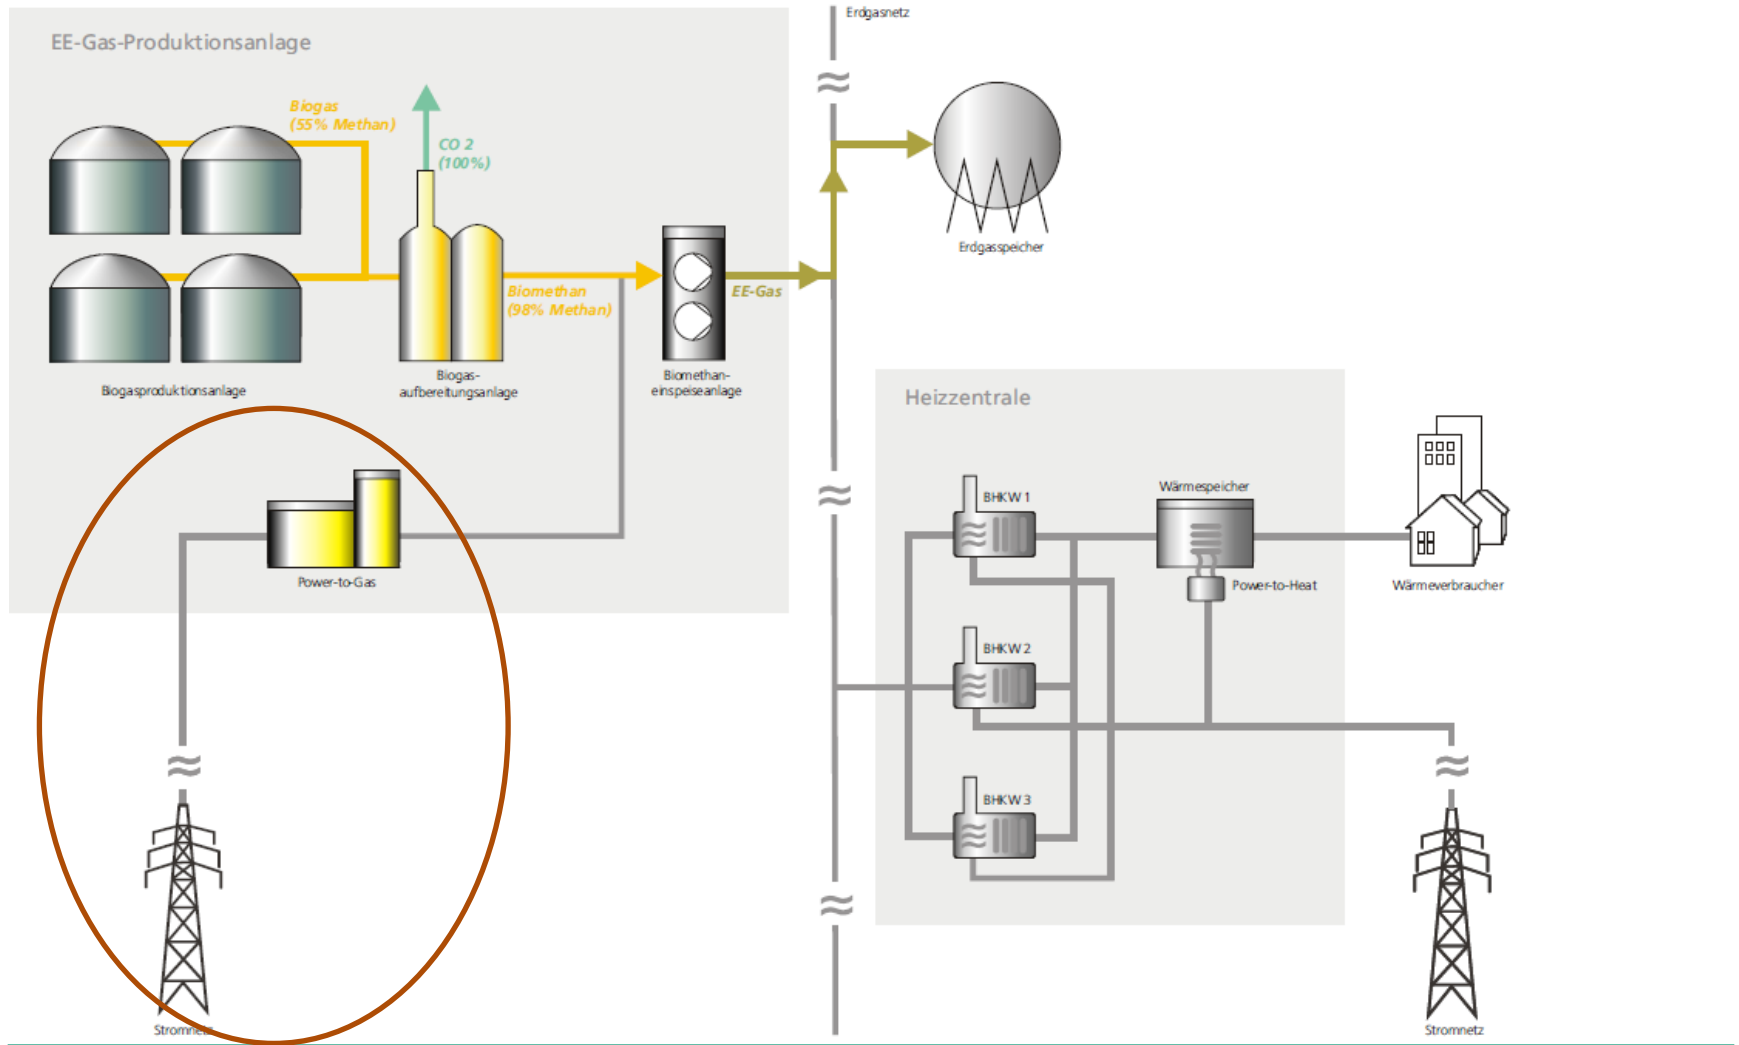 Erdgasnetz
EE-Gas-Produktionsanlage
Biogas
(55% Methan)
CO 2
(100%)
Erdgasspeicher
EE-Gas
Biomethan
(98% Methan)
Biogasproduktionsanlage
Biogas-
aufbereitungsanlage
Biomethan-
einspeiseanlage
Heizzentrale
BHKW 1
Wärmespeicher
Power-to-Gas
Power-to-Heat
Wärmeverbraucher
BHKW 2
BHKW 3
Stromnetz
Stromnetz